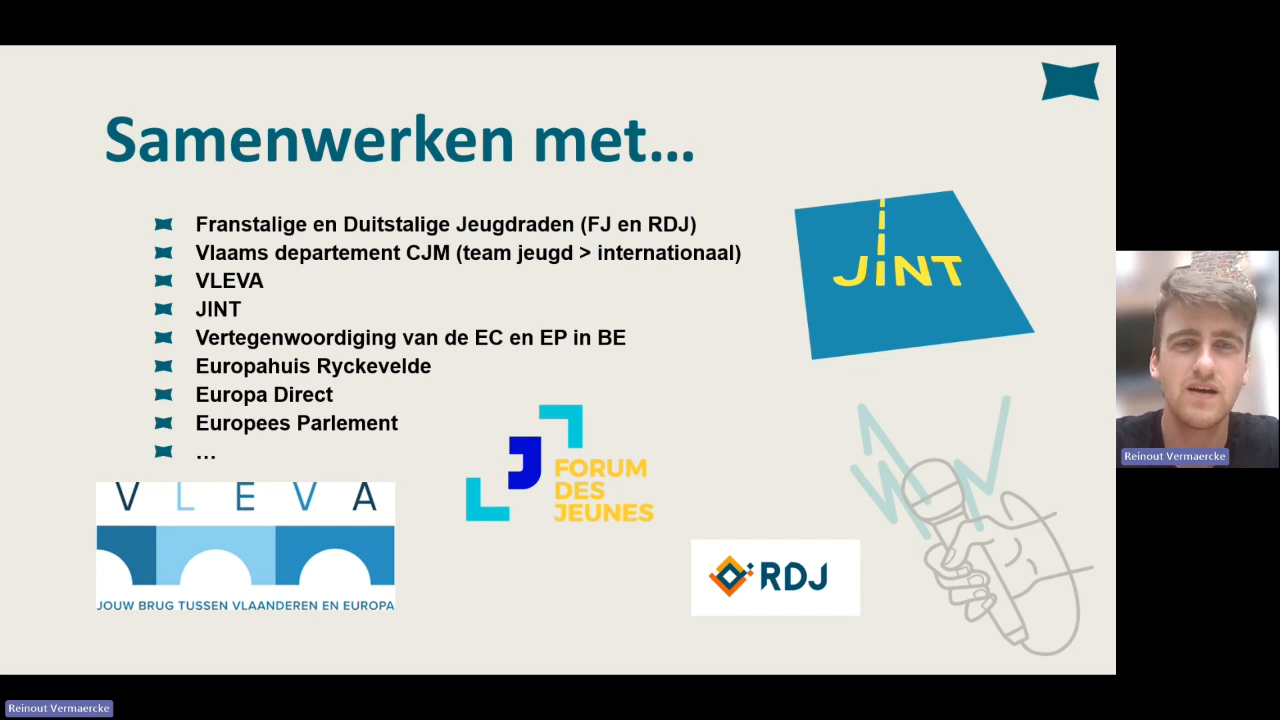 Samenwerken met...
Franstalige en Duitstalige Jeugdraden (FJ en RDJ)
Vlaams departement CJM (team jeugd > internationaal)
VLEVA
JINT
Vertegenwoordiging van de EC en EP in BE
Europahuis Ryckevelde
Europa Direct
Europees Parlement
...
JINT
VLEVA
JOUW BRUG TUSSEN VLAANDEREN EN EUROPA
J
FORUM
DES
JEUNES
RDJ
Reinout Vermaercke
Reinout Vermaercke